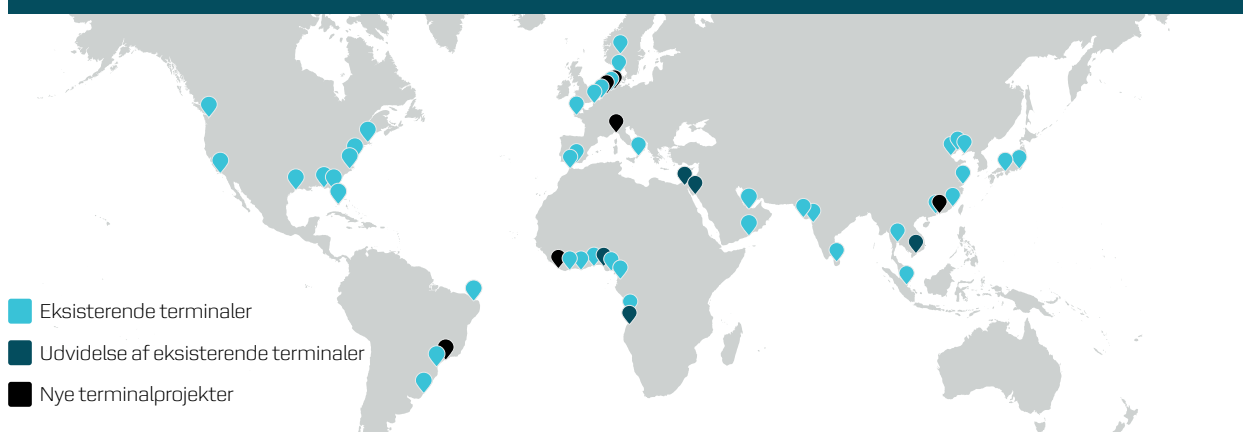 Eksisterende terminaler
Udvidelse af eksisterende terminaler
Nye terminalprojekter